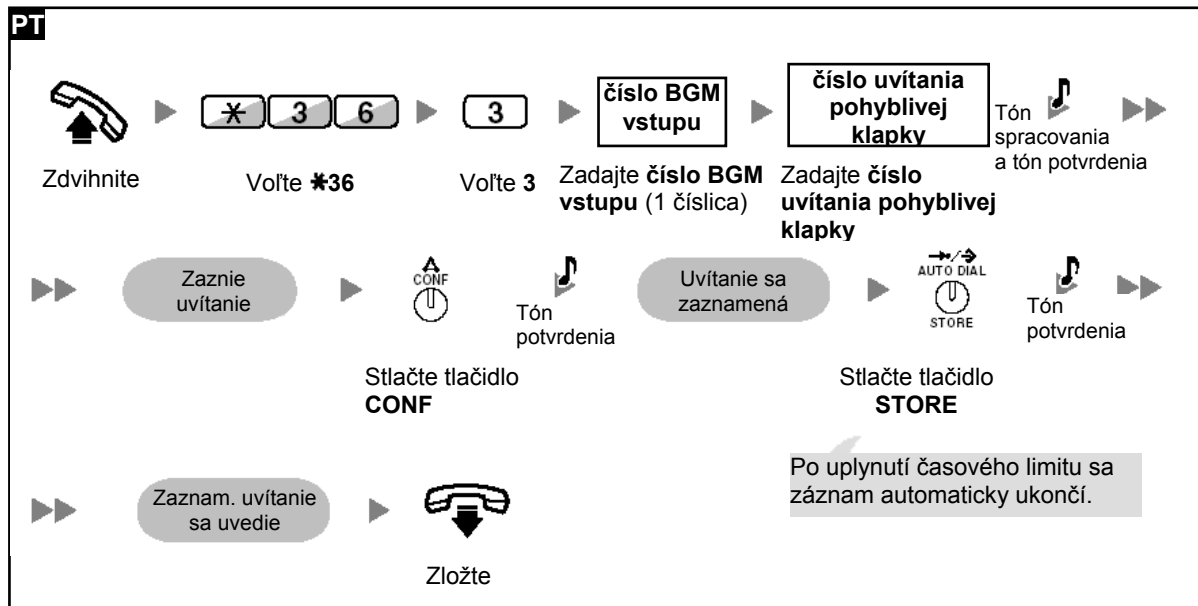 PT
✱ 3 6
3
číslo BGM
vstupu
číslo uvítania
pohyblivej
klapky
Tón
spracovania
a tón potvrdenia
Zdvihnite
Voľte ✱36
Voľte 3
Zadajte číslo BGM
vstupu (1 číslica)
Zadajte číslo
uvítania pohyblivej
klapky
Zaznie
uvítanie
CONF
Tón
potvrdenia
Stlačte tlačidlo
CONF
Uvítanie sa
zaznamená
AUTO DIAL
STORE
Tón
potvrdenia
Stlačte tlačidlo
STORE
Po uplynutí časového limitu sa
záznam automaticky ukončí.
Zaznam. uvítanie
sa uvedie
Zložte